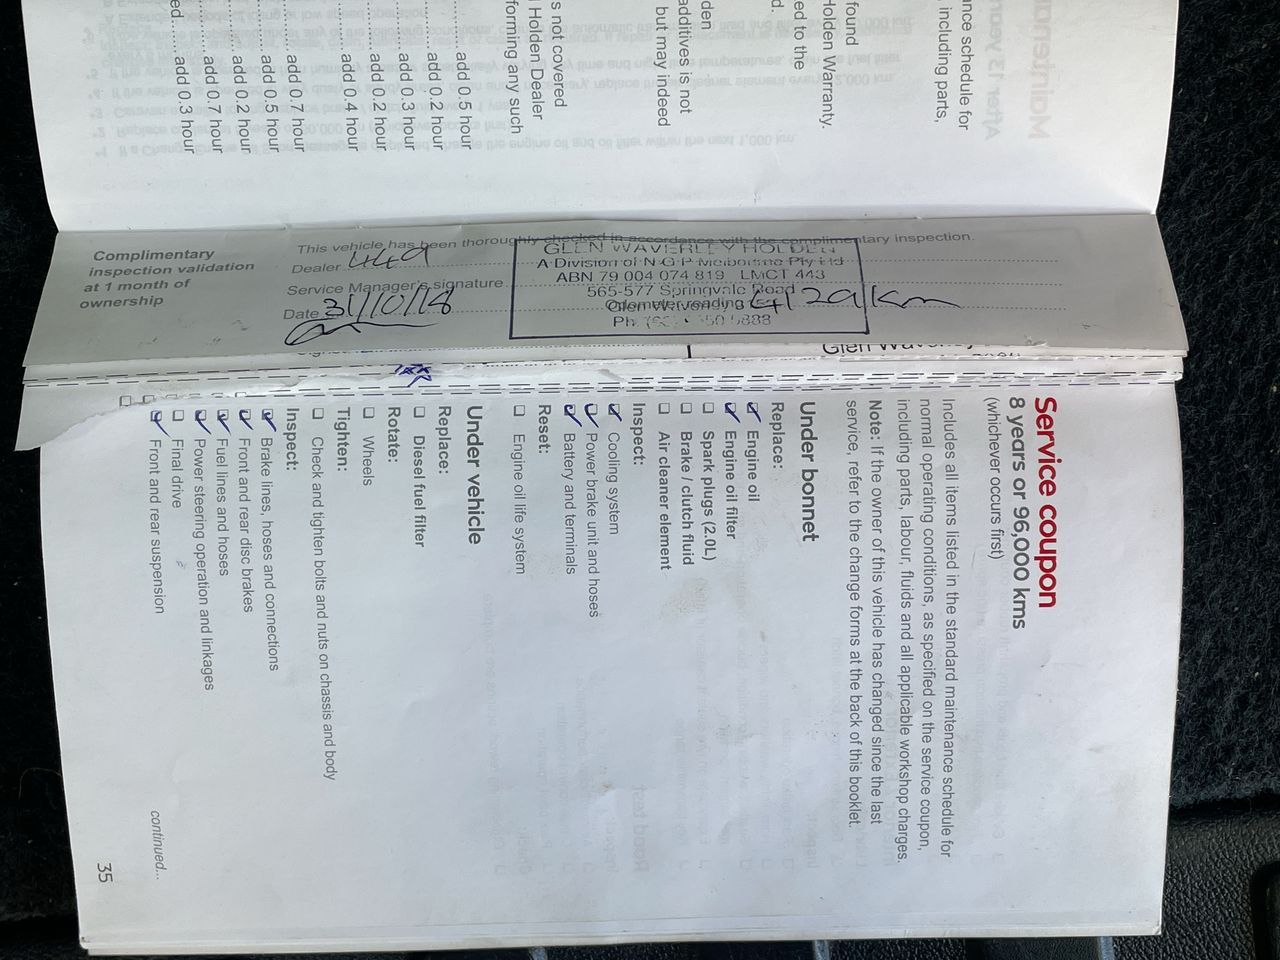 found
Holden Warranty.
ed to the
d.
den
additives is not
but may indeed
s not covered
Holden Dealer
forming any such
add 0.5 hour
add 0.2 hour
add 0.3 hour
add 0.2 hour
add 0.4 hour
add 0.7 hour
add 0.5 hour
add 0.2 hour
add 0.7 hour
ed ........ add 0.3 hour
ance schedule for
, including parts,
Complimentary
inspection validation
at 1 month of
ownership
This vehicle has been thoroughly checked in accordance with the complimentary inspection.
Dealer 449
Service Manager's signature
Date 31/10/18
Odometer reading 4129 km
GLEN WAVERLEY HOLDEN
A Division of N G P Melbourne Pty Ltd
ABN 79 004 074 819 LMCT 443
565-577 Springvale Road
Glen Waverley
Service coupon
8 years or 96,000 kms
(whichever occurs first)
Includes all items listed in the standard maintenance schedule for
normal operating conditions, as specified on the service coupon,
including parts, labour, fluids and all applicable workshop charges.
Note: If the owner of this vehicle has changed since the last
service, refer to the change forms at the back of this booklet.
Under bonnet
Replace:
Engine oil
Engine oil filter
Spark plugs (2.0L)
Brake / clutch fluid
Air cleaner element
Inspect:
Cooling system
Power brake unit and hoses
Battery and terminals
Reset:
Engine oil life system
Under vehicle
Replace:
Diesel fuel filter
Rotate:
Wheels
Tighten:
Check and tighten bolts and nuts on chassis and body
Inspect:
Brake lines, hoses and connections
Front and rear disc brakes
Fuel lines and hoses
Power steering operation and linkages
Final drive
Front and rear suspension
continued...
35